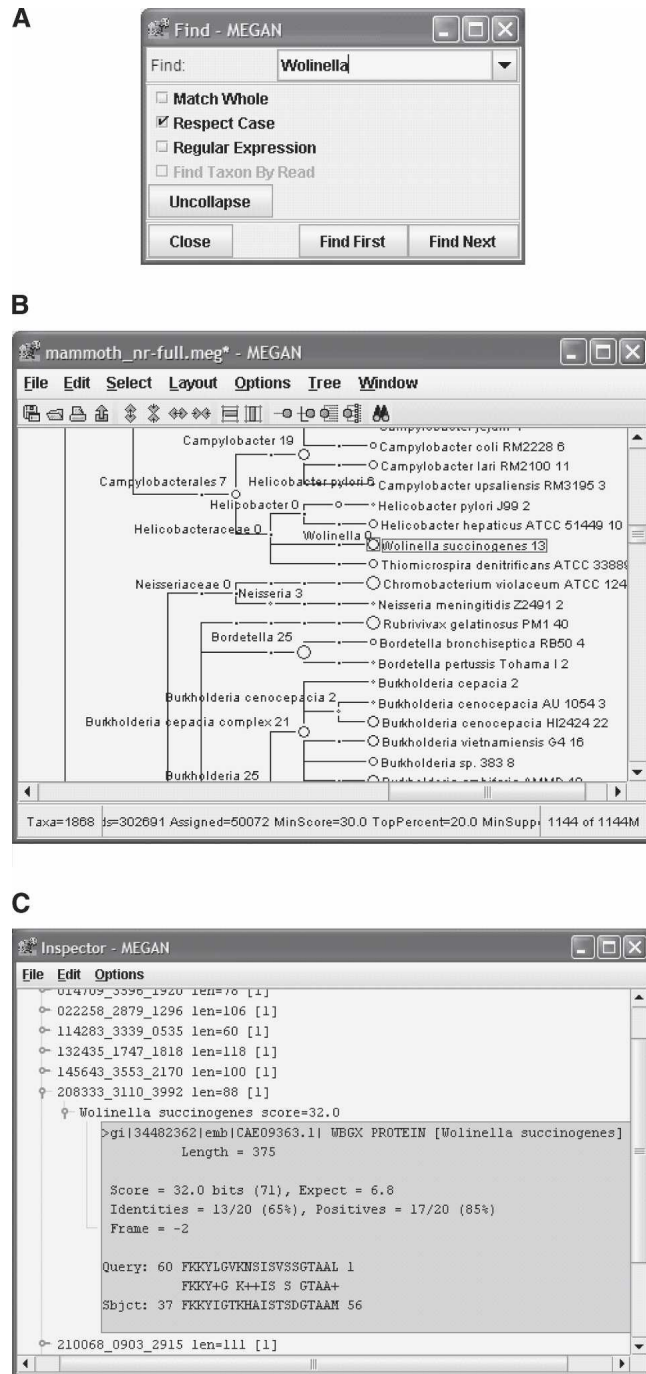 A
Find - MEGAN
Find: Wolinella
Match Whole
Respect Case
Regular Expression
Find Taxon By Read
Uncollapse
Close Find First Find Next
B
mammoth_nr-full.meg* - MEGAN
File Edit Select Layout Options Tree Window
Campylobacter 19
Campylobacter coli RM2228 6
Campylobacter lari RM2100 11
Campylobacterales 7 Helicobacter pylori 6 Campylobacter upsaliensis RM3195 3
Helicobacter 0 Helicobacter pylori J99 2
Helicobacter hepaticus ATCC 51449 10
Helicobacteraceae 0 Wolinella 0
Wolinella succinogenes 13
Thiomicrospira denitrificans ATCC 3388
Neisseriaceae 0 Chromobacterium violaceum ATCC 124
Neisseria 3 Neisseria meningitidis Z2491 2
Rubrivivax gelatinosus PM1 40
Bordetella 25 Bordetella bronchiseptica RB50 4
Bordetella pertussis Tohama I 2
Burkholderia cepacia 2
Burkholderia cenocepacia 2 Burkholderia cenocepacia AU 1054 3
Burkholderia cepacia complex 21 Burkholderia cenocepacia HI2424 22
Burkholderia vietnamiensis G4 16
Burkholderia sp. 383 8
Burkholderia 25
Taxa=1868 ds=302691 Assigned=50072 MinScore=30.0 TopPercent=20.0 MinSupp 1144 of 1144M
C
Inspector - MEGAN
File Edit Options
014709_3596_1920 len=78 [1]
022258_2879_1296 len=106 [1]
114283_3339_0535 len=60 [1]
132435_1747_1818 len=118 [1]
145643_3553_2170 len=100 [1]
208333_3110_3992 len=88 [1]
Wolinella succinogenes score=32.0
>gi|34482362|emb|CAE09363.1| WBGX PROTEIN [Wolinella succinogenes]
Length = 375
Score = 32.0 bits (71), Expect = 6.8
Identities = 13/20 (65%), Positives = 17/20 (85%)
Frame = -2
Query: 60 FKKYLGVKNSISVSSGTAAL 1
FKKY+G K++IS S GTAA+
Sbjct: 37 FKKYIGTKHAISTSDGTAAM 56
210068_0903_2915 len=111 [1]